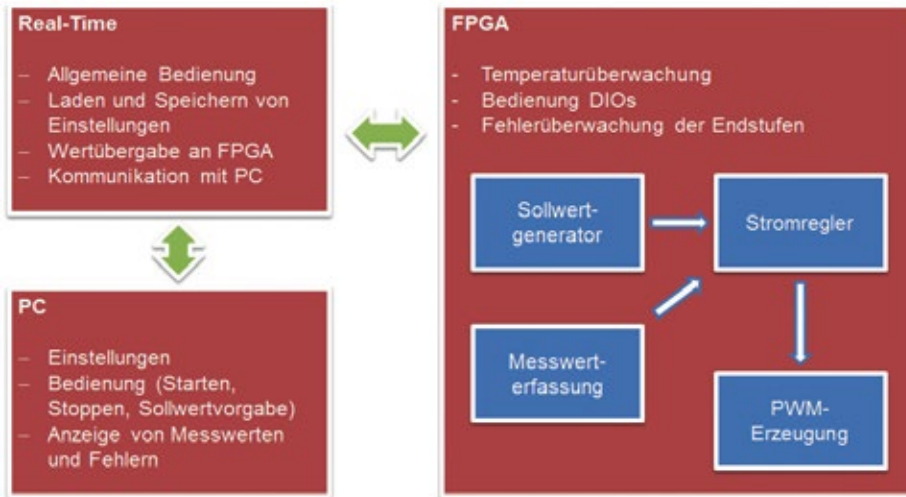 Real-Time
– Allgemeine Bedienung
– Laden und Speichern von
Einstellungen
– Wertübergabe an FPGA
– Kommunikation mit PC
PC
– Einstellungen
– Bedienung (Starten,
Stoppen, Sollwertvorgabe)
– Anzeige von Messwerten
und Fehlern
FPGA
- Temperaturüberwachung
- Bedienung DIOs
- Fehlerüberwachung der Endstufen
Sollwert-
generator
Stromregler
Messwert-
erfassung
PWM-
Erzeugung